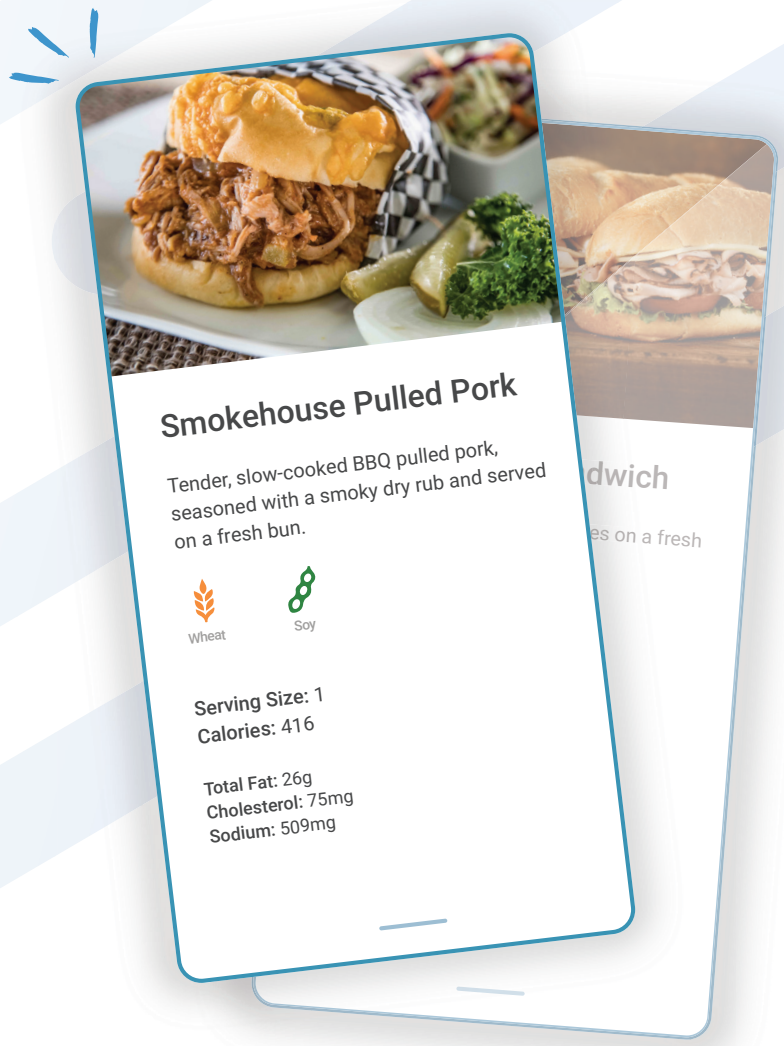 Smokehouse Pulled Pork
Tender, slow-cooked BBQ pulled pork,
seasoned with a smoky dry rub and served
on a fresh bun.
Wheat
Soy
Serving Size: 1
Calories: 416
Total Fat: 26g
Cholesterol: 75mg
Sodium: 509mg
dwich
es on a fresh